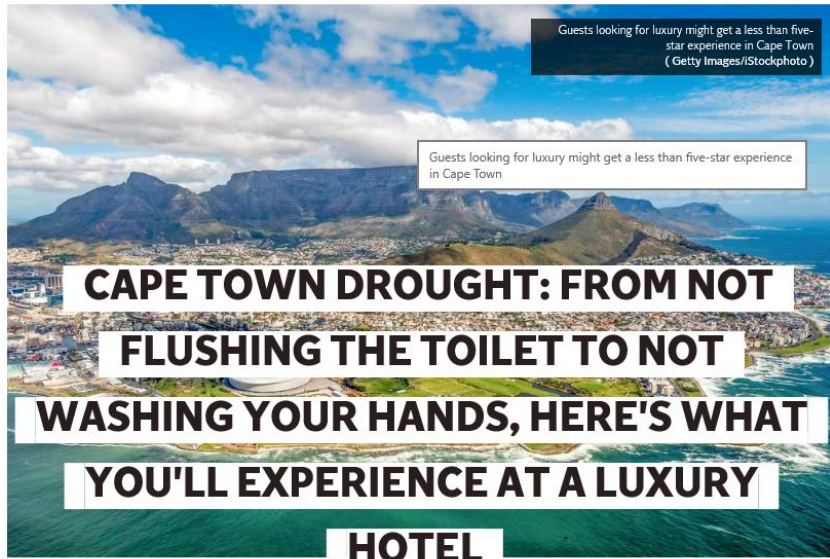 Guests looking for luxury might get a less than five-
star experience in Cape Town
( Getty Images/iStockphoto )
Guests looking for luxury might get a less than five-star experience
in Cape Town
CAPE TOWN DROUGHT: FROM NOT
FLUSHING THE TOILET TO NOT
WASHING YOUR HANDS, HERE'S WHAT
YOU'LL EXPERIENCE AT A LUXURY
HOTEL